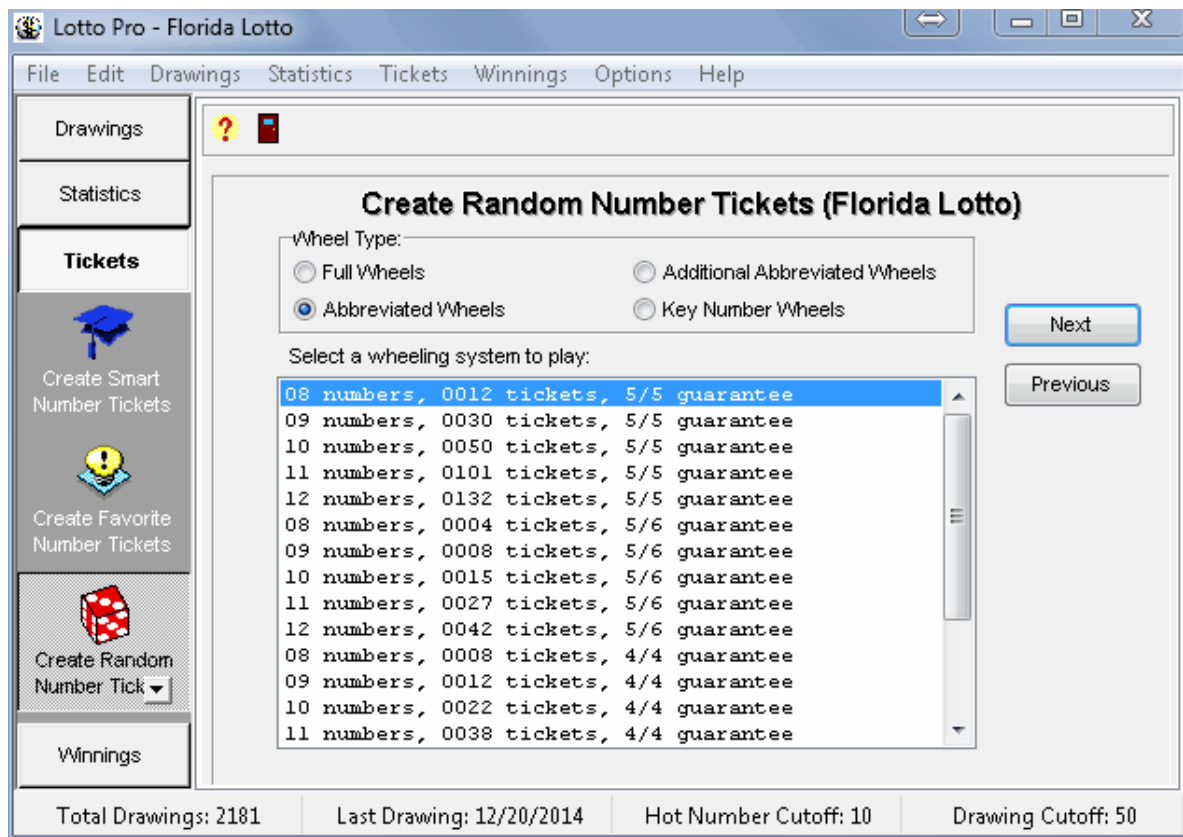 Lotto Pro - Florida Lotto
File Edit Drawings Statistics Tickets Winnings Options Help
Drawings
Statistics
Tickets
Create Smart
Number Tickets
Create Favorite
Number Tickets
Create Random
Number Tick
Winnings
Create Random Number Tickets (Florida Lotto)
Wheel Type:
Full Wheels
Additional Abbreviated Wheels
Abbreviated Wheels
Key Number Wheels
Select a wheeling system to play:
08 numbers, 0012 tickets, 5/5 guarantee
09 numbers, 0030 tickets, 5/5 guarantee
10 numbers, 0050 tickets, 5/5 guarantee
11 numbers, 0101 tickets, 5/5 guarantee
12 numbers, 0132 tickets, 5/5 guarantee
08 numbers, 0004 tickets, 5/6 guarantee
09 numbers, 0008 tickets, 5/6 guarantee
10 numbers, 0015 tickets, 5/6 guarantee
11 numbers, 0027 tickets, 5/6 guarantee
12 numbers, 0042 tickets, 5/6 guarantee
08 numbers, 0008 tickets, 4/4 guarantee
09 numbers, 0012 tickets, 4/4 guarantee
10 numbers, 0022 tickets, 4/4 guarantee
11 numbers, 0038 tickets, 4/4 guarantee
Next
Previous
Total Drawings: 2181 Last Drawing: 12/20/2014 Hot Number Cutoff: 10 Drawing Cutoff: 50